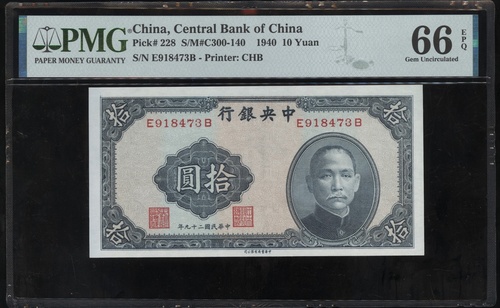 PMG
PAPER MONEY GUARANTY
China, Central Bank of China
Pick# 228 S/M#C300-140 1940 10 Yuan
S/N E918473B - Printer: CHB
66 EPQ
Gem Uncirculated
拾 拾
行銀央中
E918473B E918473B
圓拾
年九十二國民華中
拾 拾